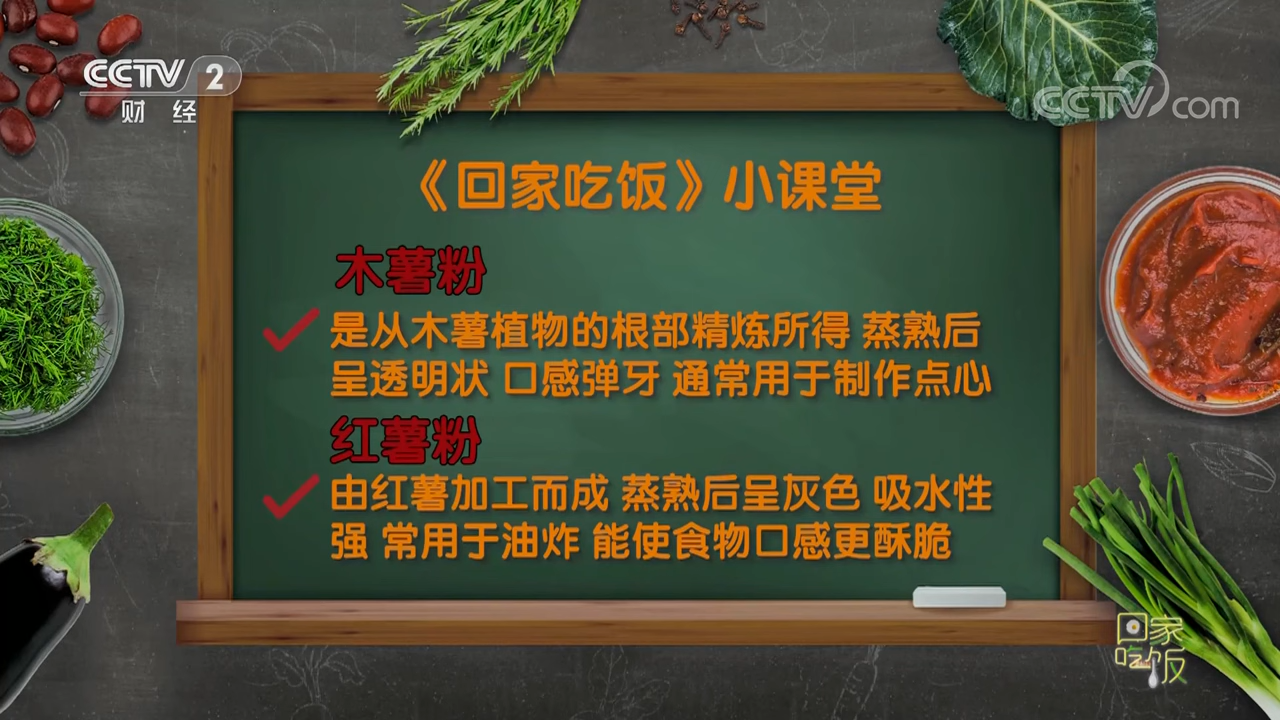 CCTV 2
财 经
CCTV com
《回家吃饭》小课堂
木薯粉
是从木薯植物的根部精炼所得 蒸熟后
呈透明状 口感弹牙 通常用于制作点心
红薯粉
由红薯加工而成 蒸熟后呈灰色 吸水性
强 常用于油炸 能使食物口感更酥脆
回家
吃饭